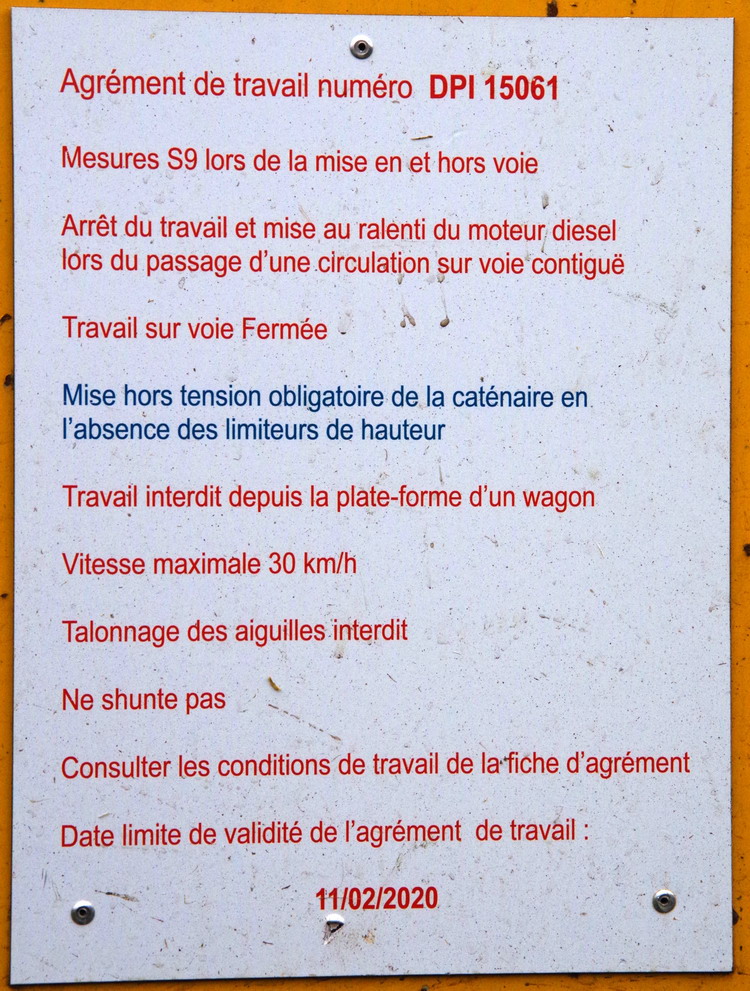 Agrément de travail numéro DPI 15061
Mesures S9 lors de la mise en et hors voie
Arrêt du travail et mise au ralenti du moteur diesel
lors du passage d'une circulation sur voie contiguë
Travail sur voie Fermée
Mise hors tension obligatoire de la caténaire en
l'absence des limiteurs de hauteur
Travail interdit depuis la plate-forme d'un wagon
Vitesse maximale 30 km/h
Talonnage des aiguilles interdit
Ne shunte pas
Consulter les conditions de travail de la fiche d'agrément
Date limite de validité de l'agrément de travail :
11/02/2020